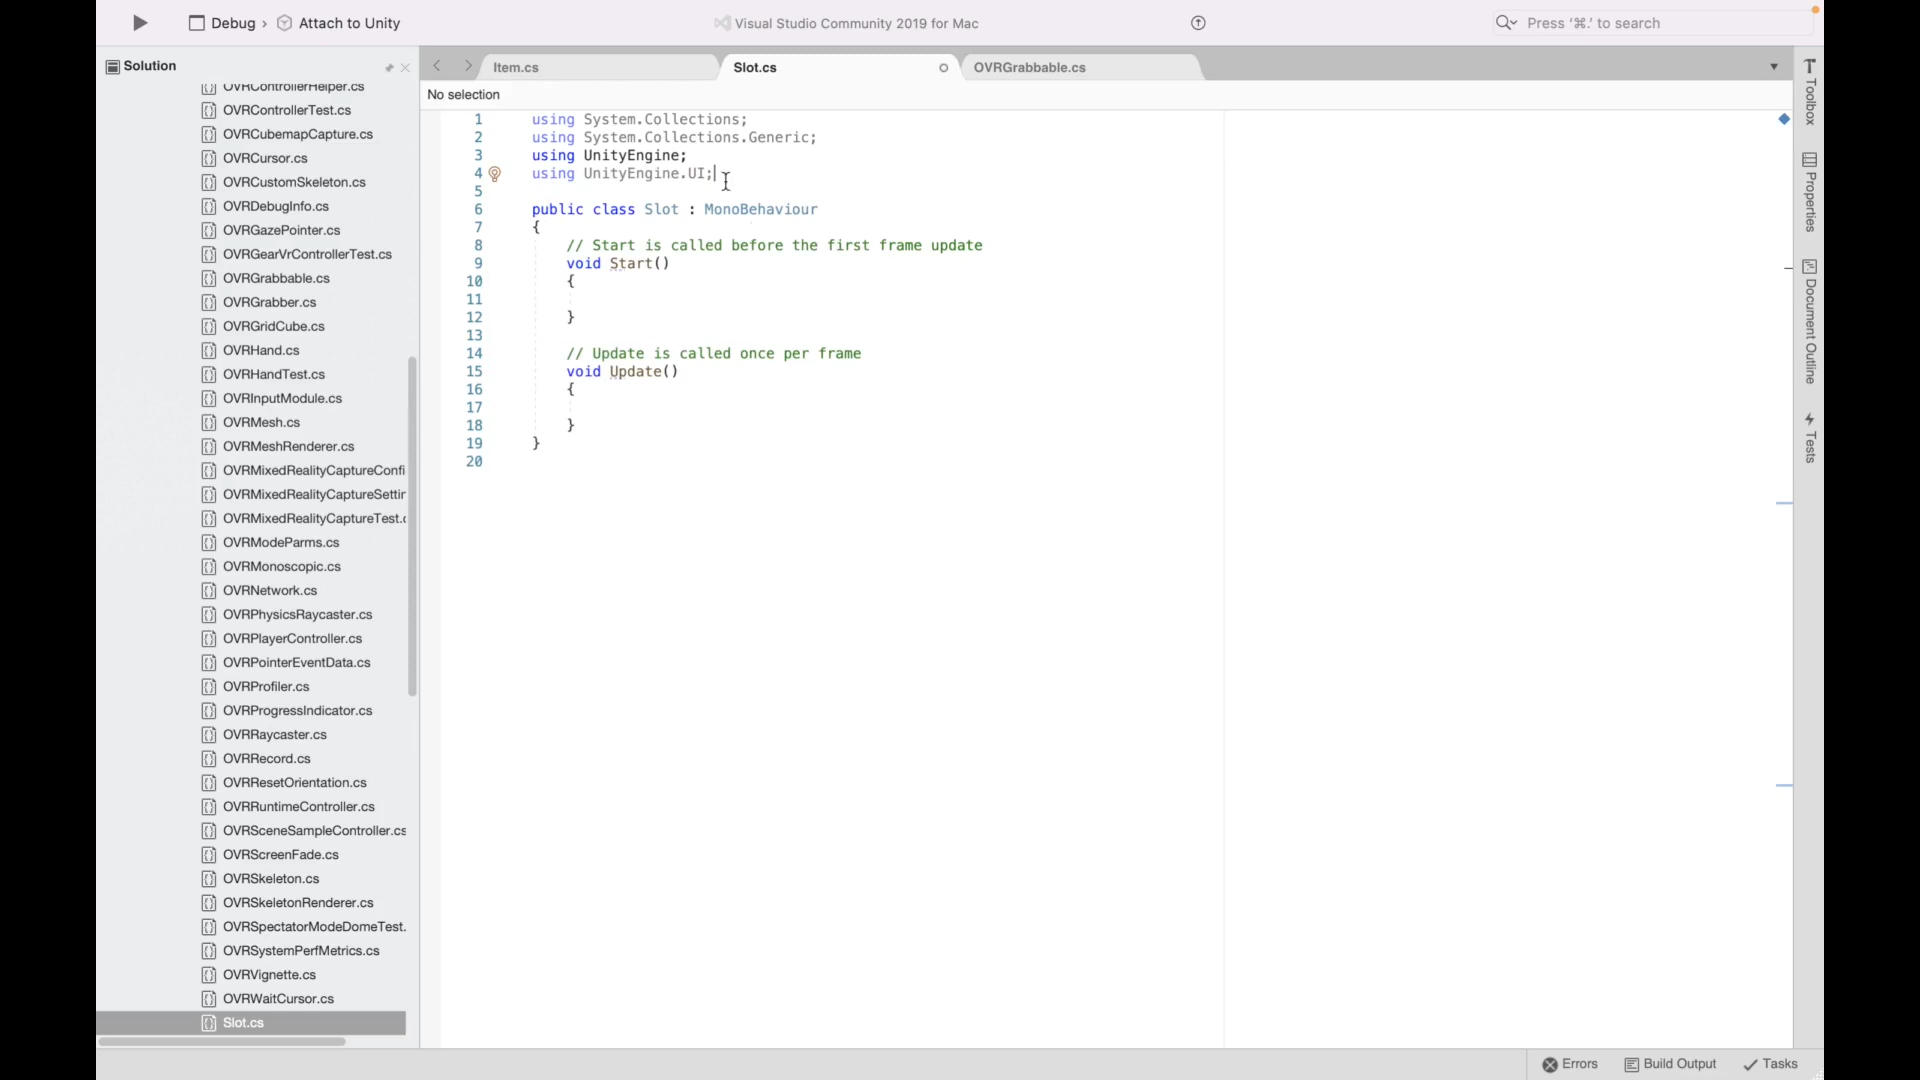 Debug › Attach to Unity
Visual Studio Community 2019 for Mac
Press ‘⌘.’ to search
Solution
Item.cs
Slot.cs
OVRGrabbable.cs
No selection
OVRControllerHelper.cs
OVRControllerTest.cs
OVRCubemapCapture.cs
OVRCursor.cs
OVRCustomSkeleton.cs
OVRDebugInfo.cs
OVRGazePointer.cs
OVRGearVrControllerTest.cs
OVRGrabbable.cs
OVRGrabber.cs
OVRGridCube.cs
OVRHand.cs
OVRHandTest.cs
OVRInputModule.cs
OVRMesh.cs
OVRMeshRenderer.cs
OVRMixedRealityCaptureConfi
OVRMixedRealityCaptureSettin
OVRMixedRealityCaptureTest.c
OVRModeParms.cs
OVRMonoscopic.cs
OVRNetwork.cs
OVRPhysicsRaycaster.cs
OVRPlayerController.cs
OVRPointerEventData.cs
OVRProfiler.cs
OVRProgressIndicator.cs
OVRRaycaster.cs
OVRRecord.cs
OVRResetOrientation.cs
OVRRuntimeController.cs
OVRSceneSampleController.cs
OVRScreenFade.cs
OVRSkeleton.cs
OVRSkeletonRenderer.cs
OVRSpectatorModeDomeTest.
OVRSystemPerfMetrics.cs
OVRVignette.cs
OVRWaitCursor.cs
Slot.cs
1 using System.Collections;
2 using System.Collections.Generic;
3 using UnityEngine;
4 using UnityEngine.UI;
5
6 public class Slot : MonoBehaviour
7 {
8 // Start is called before the first frame update
9 void Start()
10 {
11
12 }
13
14 // Update is called once per frame
15 void Update()
16 {
17
18 }
19 }
20
Toolbox
Properties
Document Outline
Tests
Errors
Build Output
Tasks